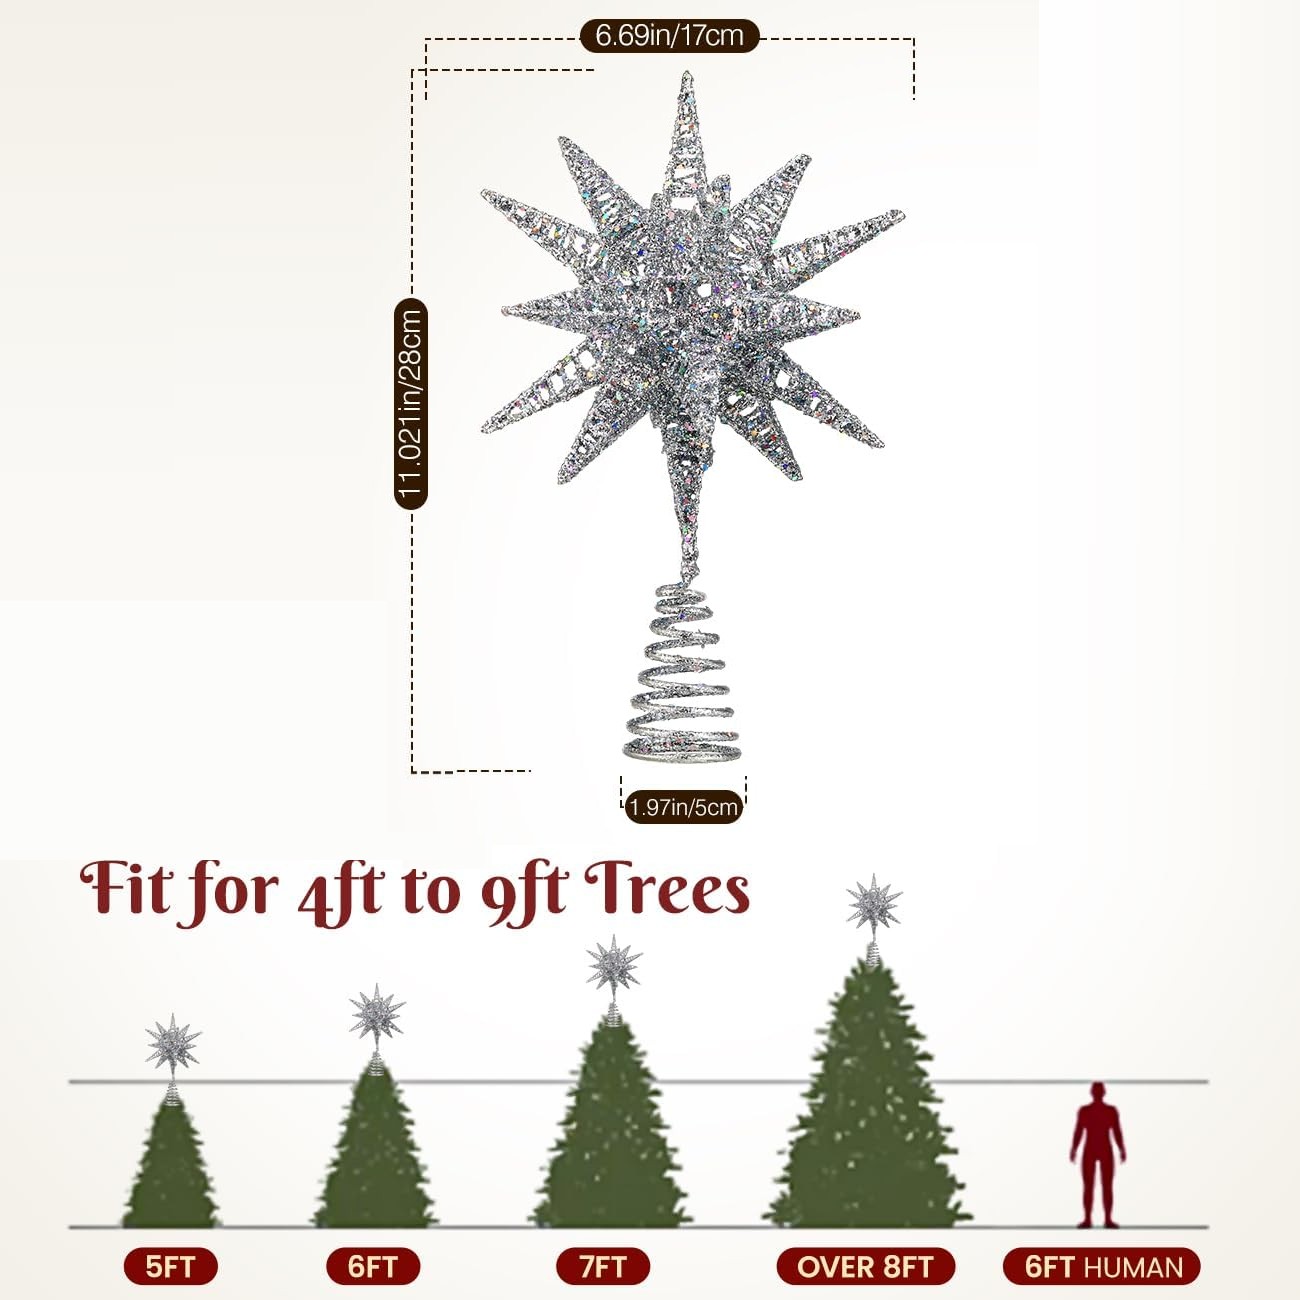 6.69in/17cm
11.021in/28cm
1.97in/5cm
Fit for 4ft to 9ft Trees
5FT
6FT
7FT
OVER 8FT
6FT HUMAN